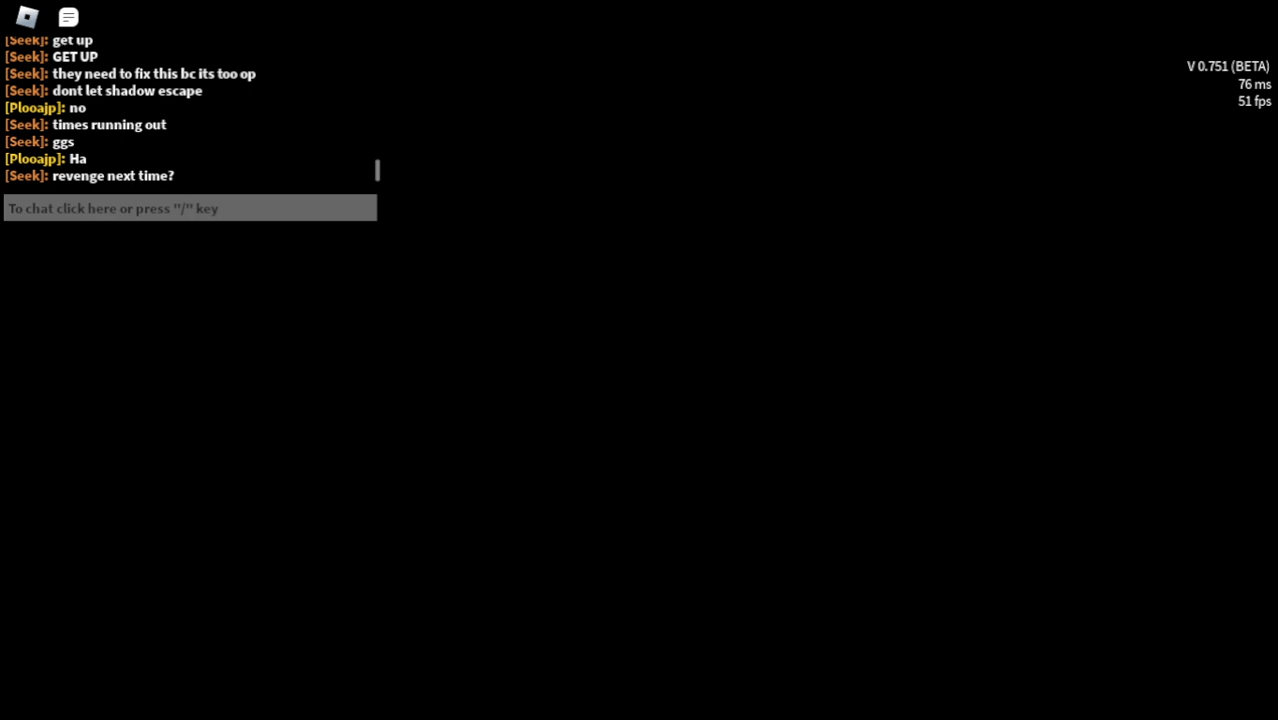 [Seek]: get up
[Seek]: GET UP
[Seek]: they need to fix this bc its too op
[Seek]: dont let shadow escape
[Plooajp]: no
[Seek]: times running out
[Seek]: ggs
[Plooajp]: Ha
[Seek]: revenge next time?
To chat click here or press "/" key
V 0.751 (BETA)
76 ms
51 fps